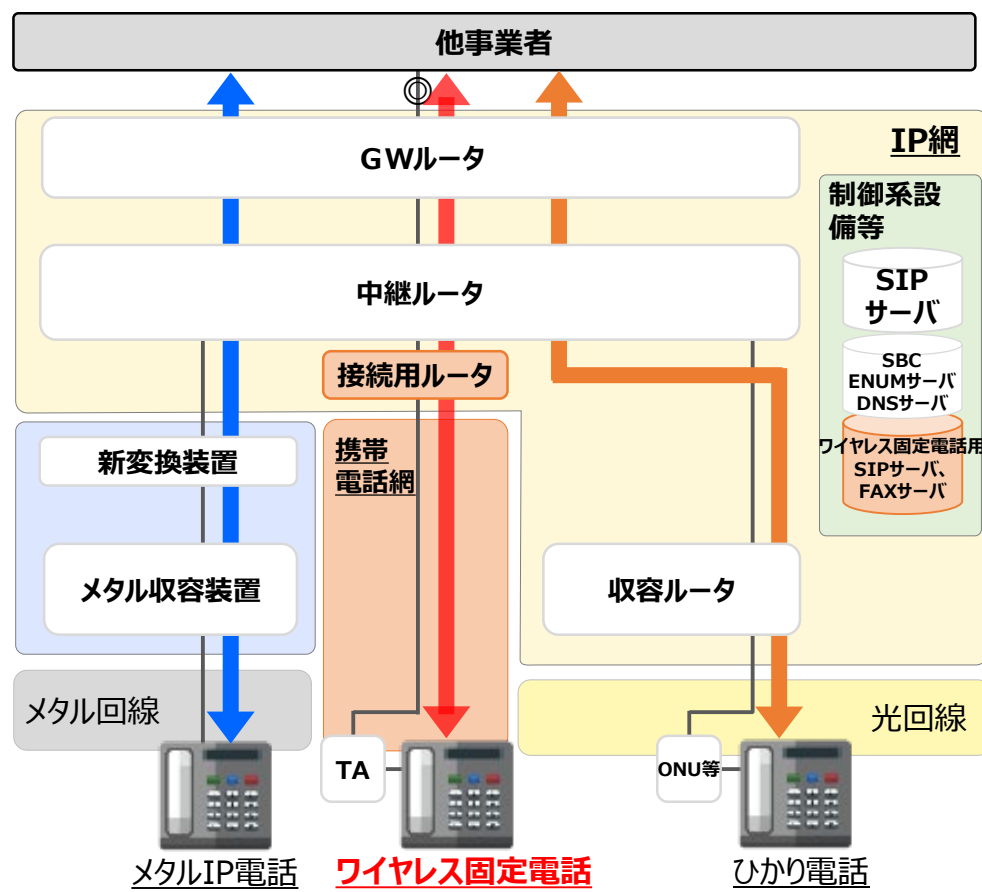 他事業者
◎
GWルータ
IP網
制御系設
備等
SIP
サーバ
中継ルータ
SBC
ENUMサーバ
DNSサーバ
接続用ルータ
ワイヤレス固定電話用
SIPサーバ、
FAXサーバ
新変換装置
携帯
電話網
メタル収容装置
収容ルータ
メタル回線
光回線
TA
ONU等
メタルIP電話
ワイヤレス固定電話
ひかり電話